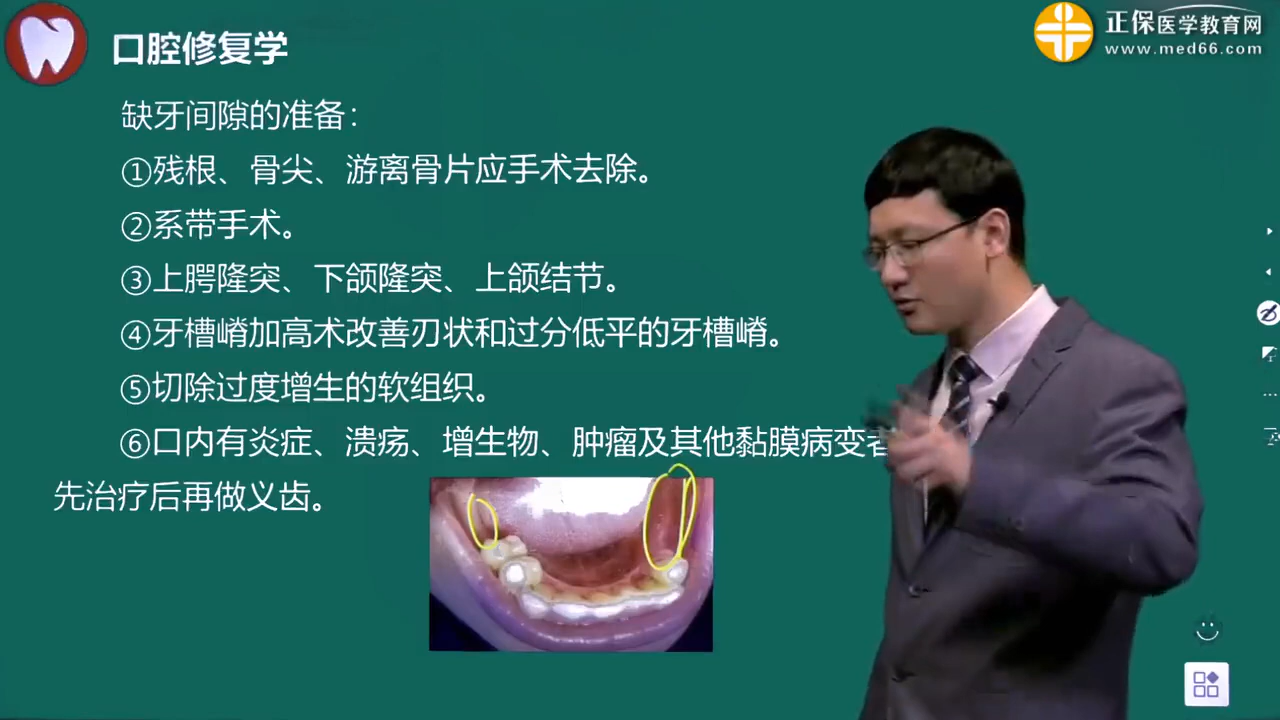 口腔修复学
正保医学教育网
www.med66.com
缺牙间隙的准备：
①残根、骨尖、游离骨片应手术去除。
②系带手术。
③上腭隆突、下颌隆突、上颌结节。
④牙槽嵴加高术改善刃状和过分低平的牙槽嵴。
⑤切除过度增生的软组织。
⑥口内有炎症、溃疡、增生物、肿瘤及其他黏膜病变者
先治疗后再做义齿。